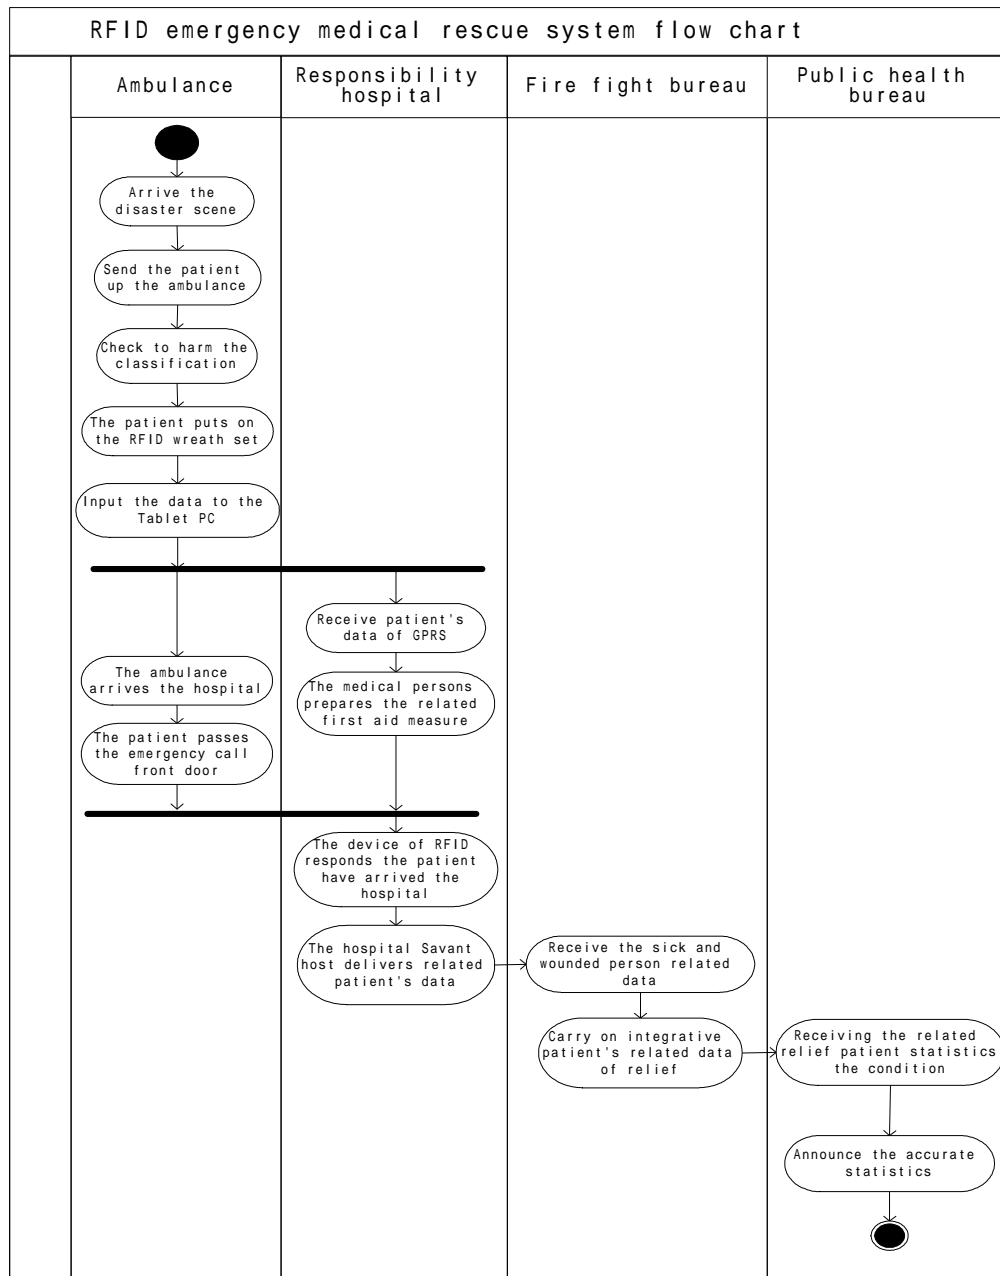 RFID emergency medical rescue system flow chart
Ambulance
Responsibility
hospital
Fire fight bureau
Public health
bureau
Arrive the
disaster scene
Send the patient
up the ambulance
Check to harm the
classification
The patient puts on
the RFID wreath set
Input the data to the
Tablet PC
Receive patient's
data of GPRS
The ambulance
arrives the hospital
The medical persons
prepares the related
first aid measure
The patient passes
the emergency call
front door
The device of RFID
responds the patient
have arrived the
hospital
The hospital Savant
host delivers related
patient's data
Receive the sick and
wounded person related
data
Carry on integrative
patient's related data
of relief
Receiving the related
relief patient statistics
the condition
Announce the accurate
statistics